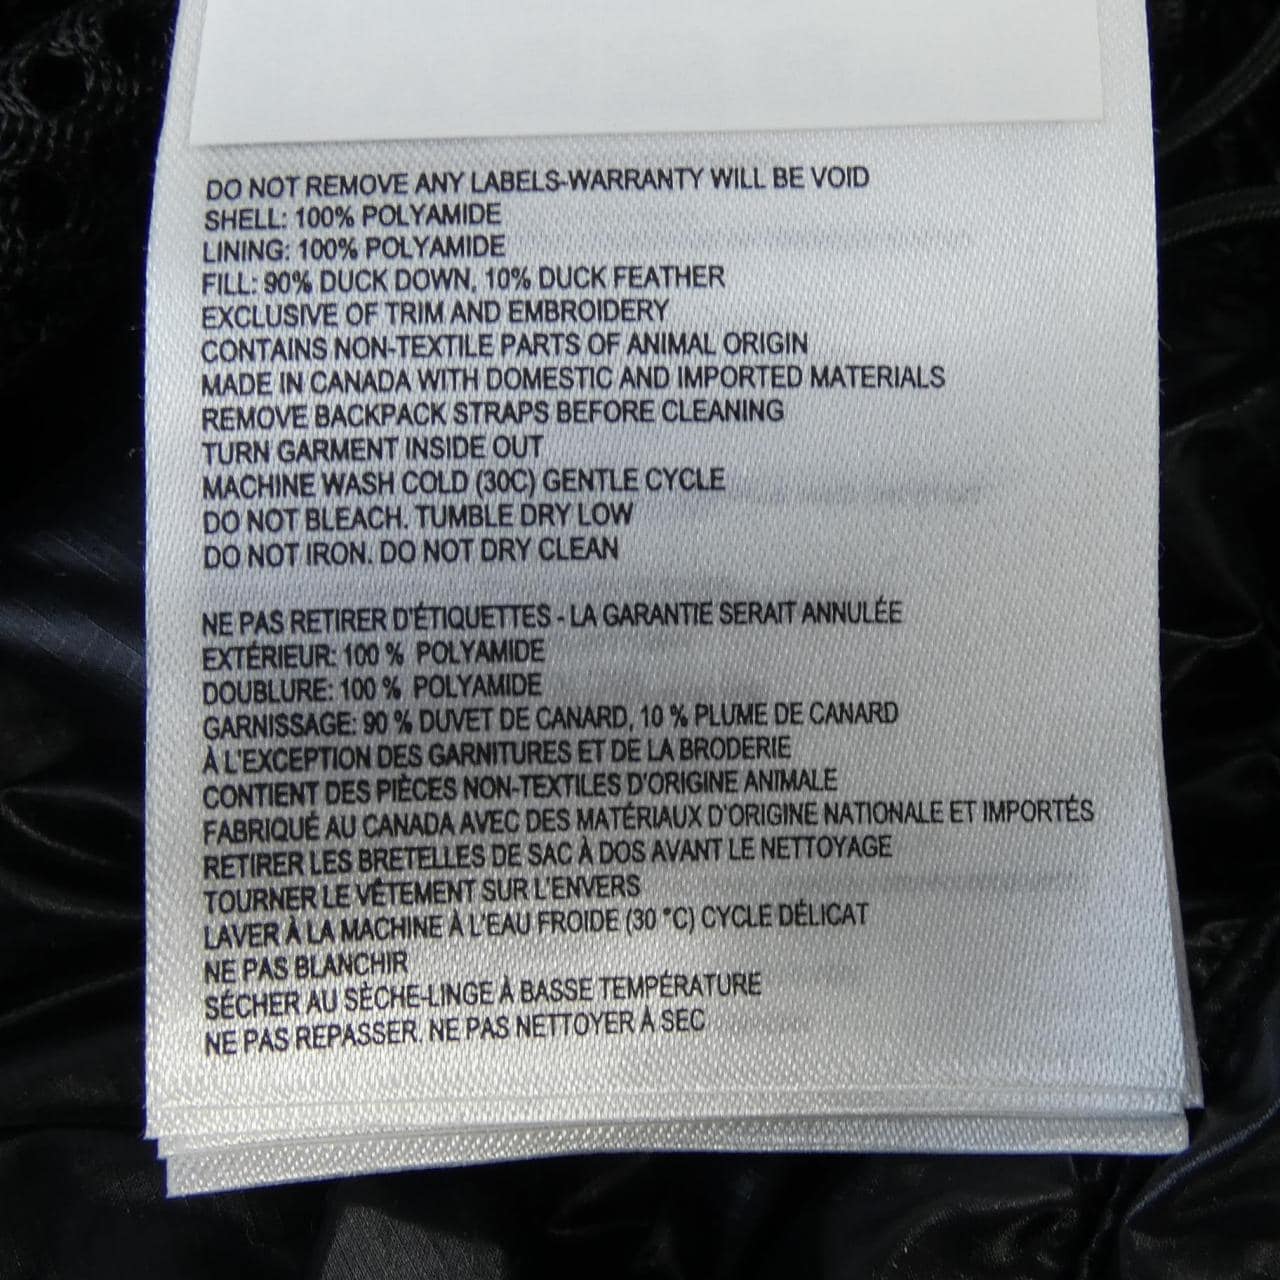 DO NOT REMOVE ANY LABELS-WARRANTY WILL BE VOID
SHELL: 100% POLYAMIDE
LINING: 100% POLYAMIDE
FILL: 90% DUCK DOWN, 10% DUCK FEATHER
EXCLUSIVE OF TRIM AND EMBROIDERY
CONTAINS NON-TEXTILE PARTS OF ANIMAL ORIGIN
MADE IN CANADA WITH DOMESTIC AND IMPORTED MATERIALS
REMOVE BACKPACK STRAPS BEFORE CLEANING
TURN GARMENT INSIDE OUT
MACHINE WASH COLD (30C) GENTLE CYCLE
DO NOT BLEACH. TUMBLE DRY LOW
DO NOT IRON. DO NOT DRY CLEAN
NE PAS RETIRER D'ÉTIQUETTES - LA GARANTIE SERAIT ANNULÉE
EXTÉRIEUR: 100 % POLYAMIDE
DOUBLURE: 100 % POLYAMIDE
GARNISSAGE: 90 % DUVET DE CANARD, 10 % PLUME DE CANARD
À L'EXCEPTION DES GARNITURES ET DE LA BRODERIE
CONTIENT DES PIÈCES NON-TEXTILES D'ORIGINE ANIMALE
FABRIQUÉ AU CANADA AVEC DES MATÉRIAUX D'ORIGINE NATIONALE ET IMPORTÉS
RETIRER LES BRETELLES DE SAC À DOS AVANT LE NETTOYAGE
TOURNER LE VÊTEMENT SUR L'ENVERS
LAVER À LA MACHINE À L'EAU FROIDE (30 °C) CYCLE DÉLICAT
NE PAS BLANCHIR
SÉCHER AU SÈCHE-LINGE À BASSE TEMPÉRATURE
NE PAS REPASSER. NE PAS NETTOYER À SEC